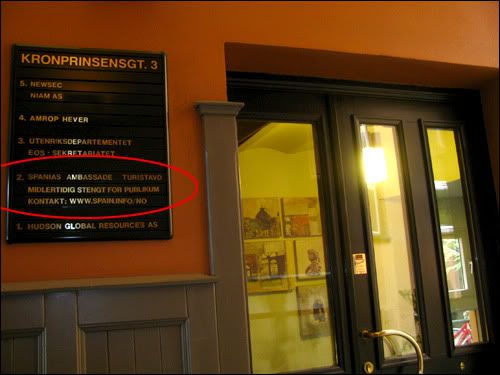 KRONPRINSENSGT. 3
5. NEWSEC
NIAM AS
4. AMROP HEVER
3. UTENRIKSDEPARTEMENTET
EOS - SEKRETARIATET
2. SPANIAS AMBASSADE TURISTAVD
MIDLERTIDIG STENGT FOR PUBLIKUM
KONTAKT: WWW.SPAIN.INFO/NO
1. HUDSON GLOBAL RESOURCES AS